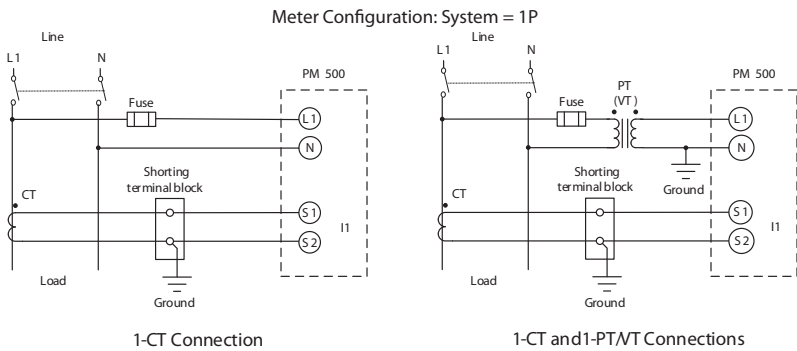 Meter Configuration: System = 1P
Line
L1
N
PM 500
Fuse
L1
N
Shorting
terminal block
CT
S1
S2
I1
Load
Ground
1-CT Connection
Line
L1
N
PT
(VT)
PM 500
Fuse
L1
N
Ground
Shorting
terminal block
CT
S1
S2
I1
Load
Ground
1-CT and1-PT/VT Connections